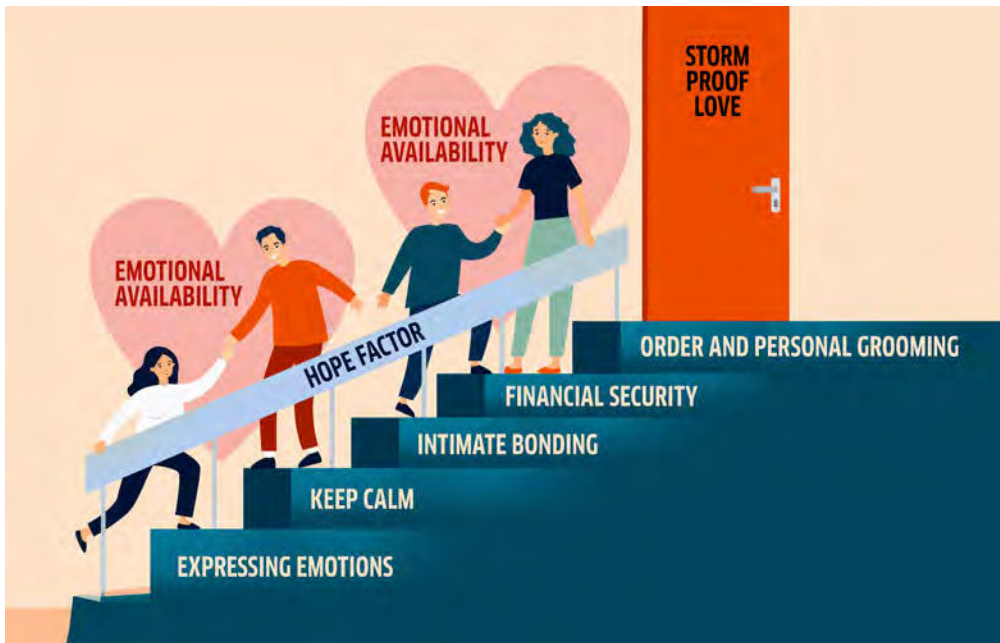 STORM
PROOF
LOVE
EMOTIONAL
AVAILABILITY
EMOTIONAL
AVAILABILITY
HOPE FACTOR
ORDER AND PERSONAL GROOMING
FINANCIAL SECURITY
INTIMATE BONDING
KEEP CALM
EXPRESSING EMOTIONS